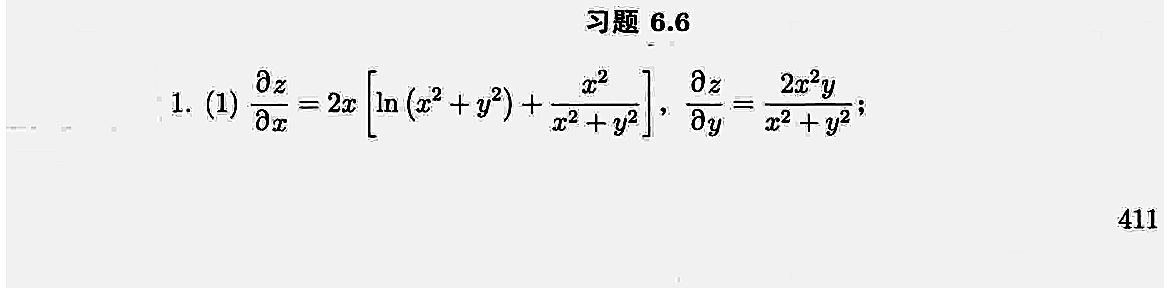 习题 6.6
1. (1) ∂z/∂x = 2x [ln (x² + y²) + x²/(x² + y²)], ∂z/∂y = 2x²y/(x² + y²);
411